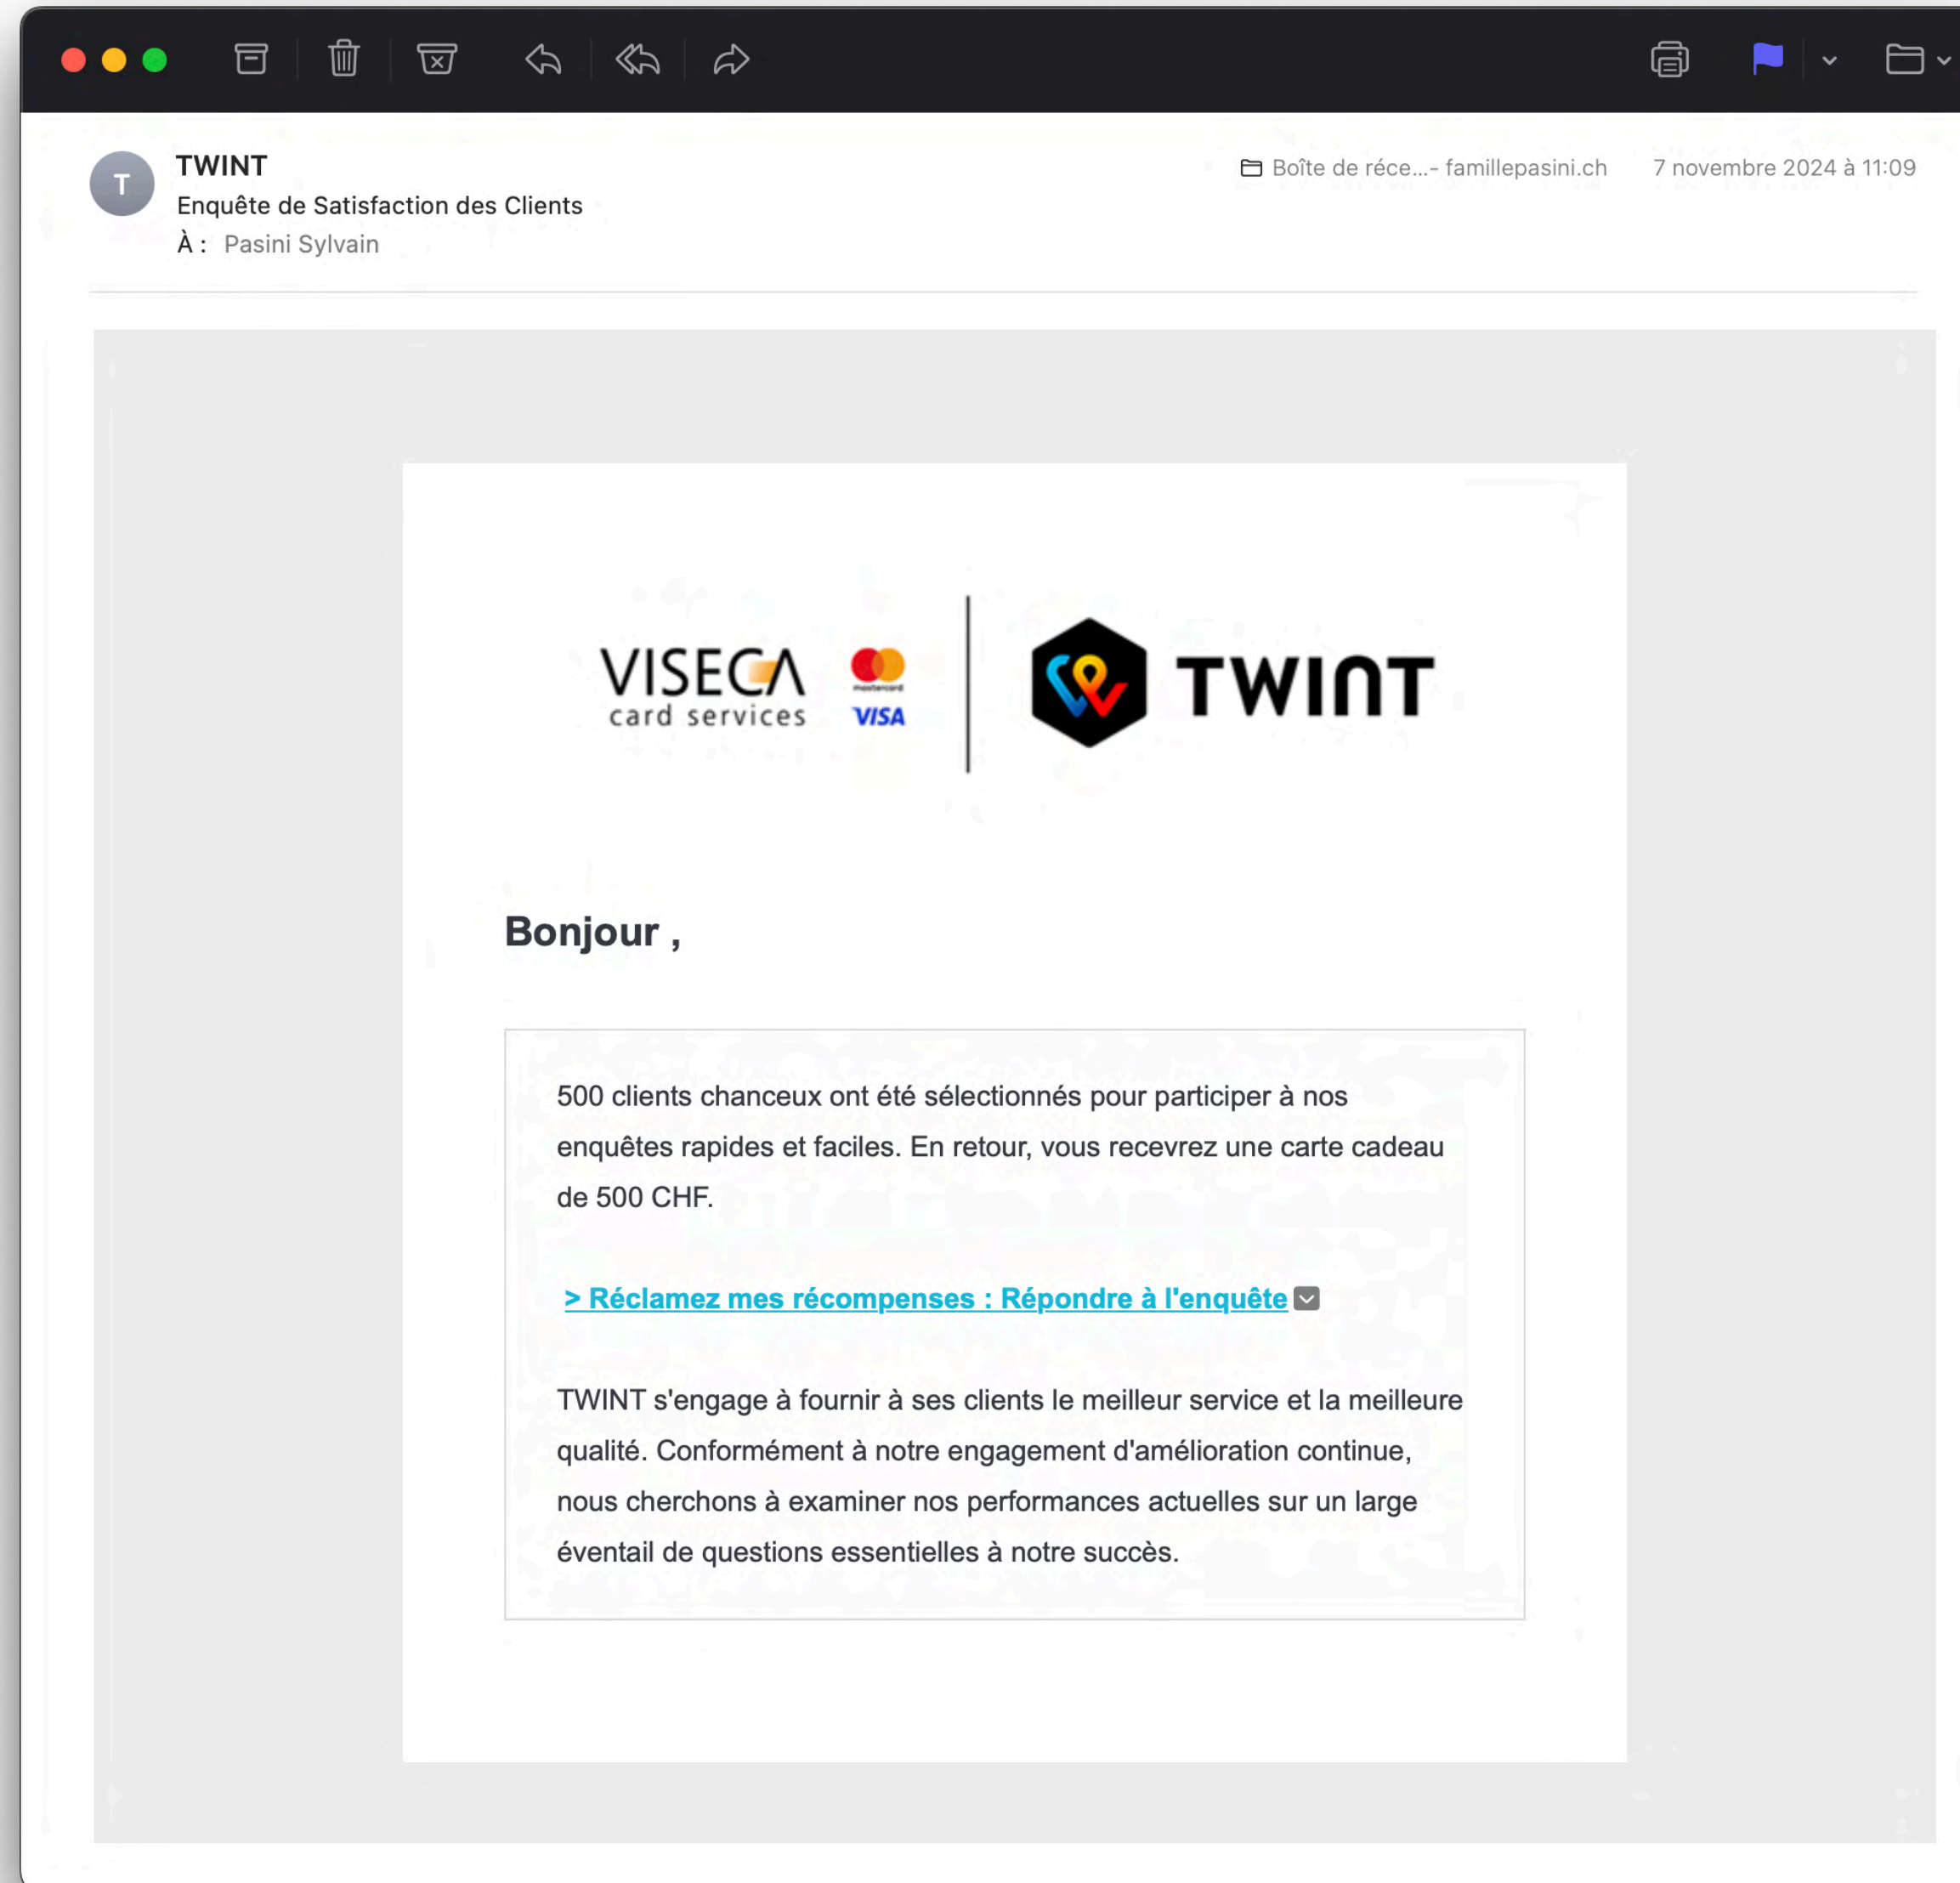 T
TWINT
Boîte de réce...- famillepasini.ch
7 novembre 2024 à 11:09
Enquête de Satisfaction des Clients
À : Pasini Sylvain
VISECA
card services
mastercard
VISA
TWINT
Bonjour ,
500 clients chanceux ont été sélectionnés pour participer à nos
enquêtes rapides et faciles. En retour, vous recevrez une carte cadeau
de 500 CHF.
> Réclamez mes récompenses : Répondre à l'enquête
TWINT s'engage à fournir à ses clients le meilleur service et la meilleure
qualité. Conformément à notre engagement d'amélioration continue,
nous cherchons à examiner nos performances actuelles sur un large
éventail de questions essentielles à notre succès.